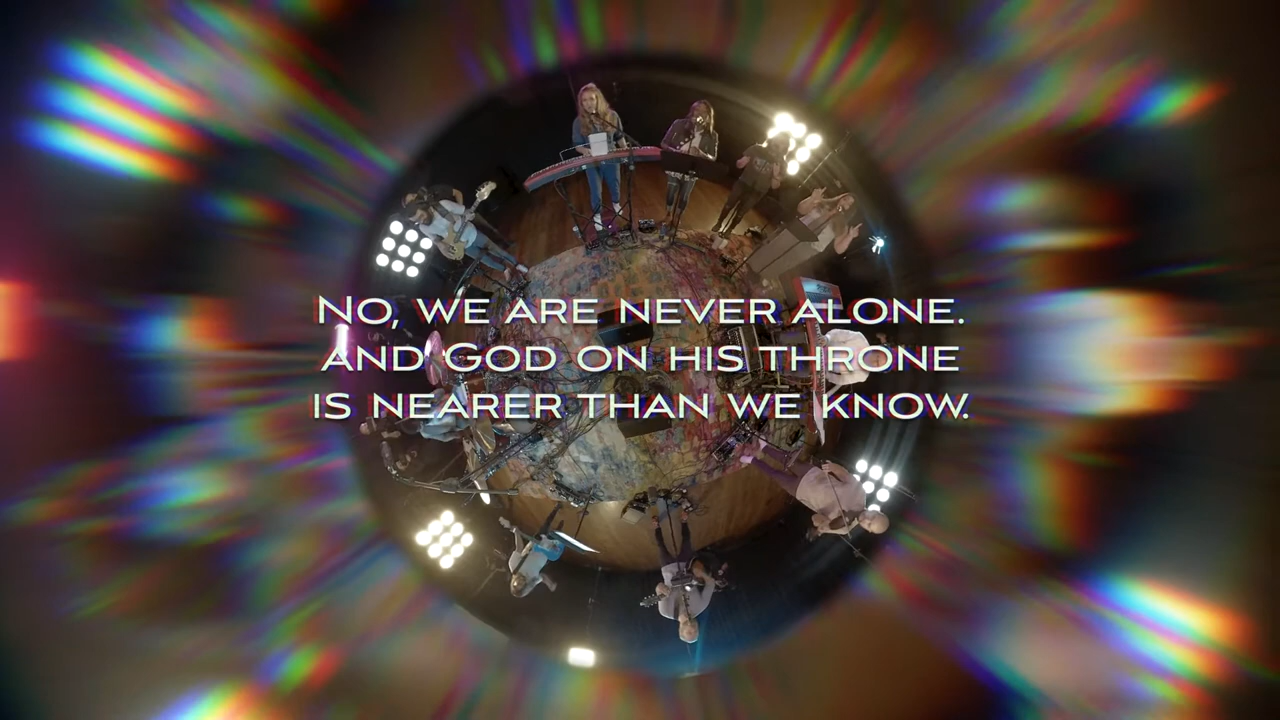 No, we are never alone.
And God on his throne
is nearer than we know.